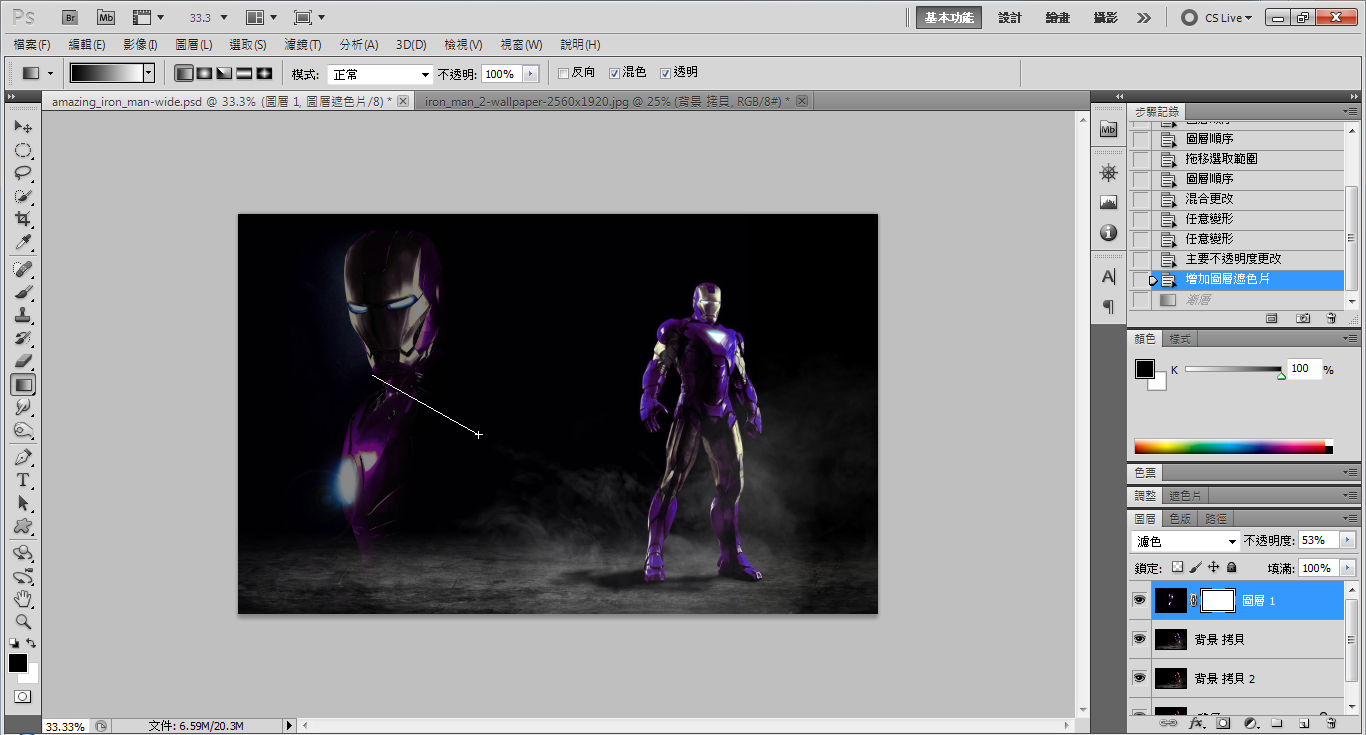 Ps Br Mb 33.3 基本功能 設計 繪畫 攝影 CS Live
檔案(F) 編輯(E) 影像(I) 圖層(L) 選取(S) 濾鏡(T) 分析(A) 3D(D) 檢視(V) 視窗(W) 說明(H)
模式: 正常 不透明: 100% 反向 混色 透明
amazing_iron_man-wide.psd @ 33.3% (圖層 1, 圖層遮色片/8) * iron_man_2-wallpaper-2560x1920.jpg @ 25% (背景 拷貝, RGB/8#) *
步驟記錄
Mb
圖層順序
圖層順序
拖移選取範圍
圖層順序
混合更改
任意變形
任意變形
主要不透明度更改
增加圖層遮色片
漸層
顏色 樣式
K 100 %
色票
調整 遮色片
圖層 色版 路徑
濾色 不透明度: 53%
鎖定: 填滿: 100%
圖層 1
背景 拷貝
背景 拷貝 2
33.33% 文件: 6.59M/20.3M